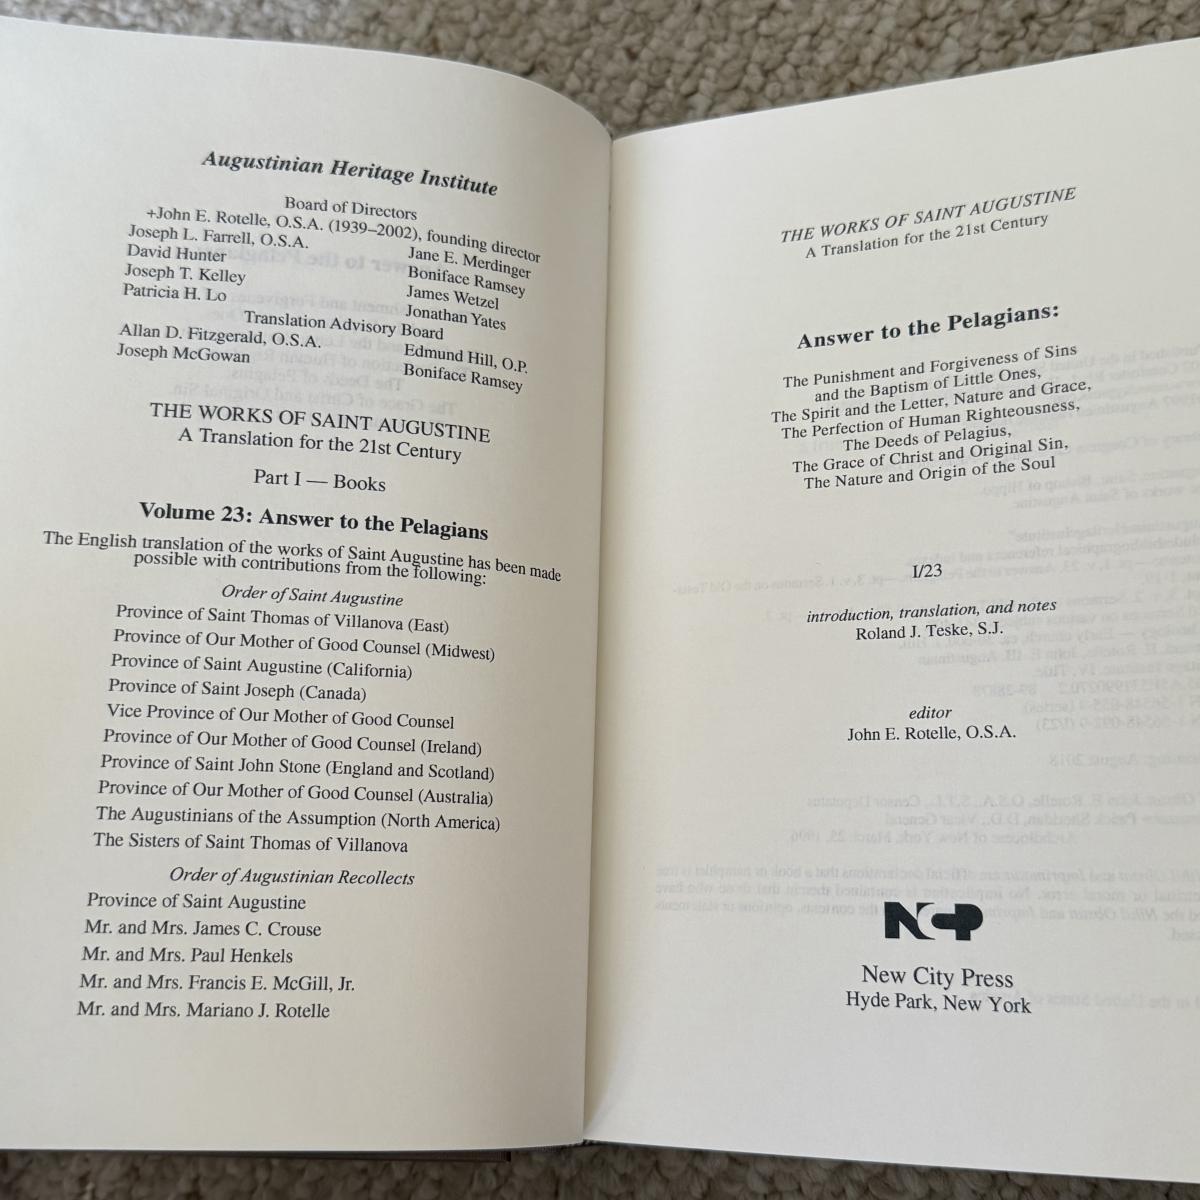 Augustinian Heritage Institute
Board of Directors
+John E. Rotelle, O.S.A. (1939–2002), founding director
Joseph L. Farrell, O.S.A.
David Hunter
Joseph T. Kelley
Patricia H. Lo
Jane E. Merdinger
Boniface Ramsey
James Wetzel
Jonathan Yates
Translation Advisory Board
Allan D. Fitzgerald, O.S.A.
Joseph McGowan
Edmund Hill, O.P.
Boniface Ramsey
THE WORKS OF SAINT AUGUSTINE
A Translation for the 21st Century
Part I — Books
Volume 23: Answer to the Pelagians
The English translation of the works of Saint Augustine has been made
possible with contributions from the following:
Order of Saint Augustine
Province of Saint Thomas of Villanova (East)
Province of Our Mother of Good Counsel (Midwest)
Province of Saint Augustine (California)
Province of Saint Joseph (Canada)
Vice Province of Our Mother of Good Counsel
Province of Our Mother of Good Counsel (Ireland)
Province of Saint John Stone (England and Scotland)
Province of Our Mother of Good Counsel (Australia)
The Augustinians of the Assumption (North America)
The Sisters of Saint Thomas of Villanova
Order of Augustinian Recollects
Province of Saint Augustine
Mr. and Mrs. James C. Crouse
Mr. and Mrs. Paul Henkels
Mr. and Mrs. Francis E. McGill, Jr.
Mr. and Mrs. Mariano J. Rotelle
THE WORKS OF SAINT AUGUSTINE
A Translation for the 21st Century
Answer to the Pelagians:
The Punishment and Forgiveness of Sins
and the Baptism of Little Ones,
The Spirit and the Letter, Nature and Grace,
The Perfection of Human Righteousness,
The Deeds of Pelagius,
The Grace of Christ and Original Sin,
The Nature and Origin of the Soul
I/23
introduction, translation, and notes
Roland J. Teske, S.J.
editor
John E. Rotelle, O.S.A.
NCP
New City Press
Hyde Park, New York